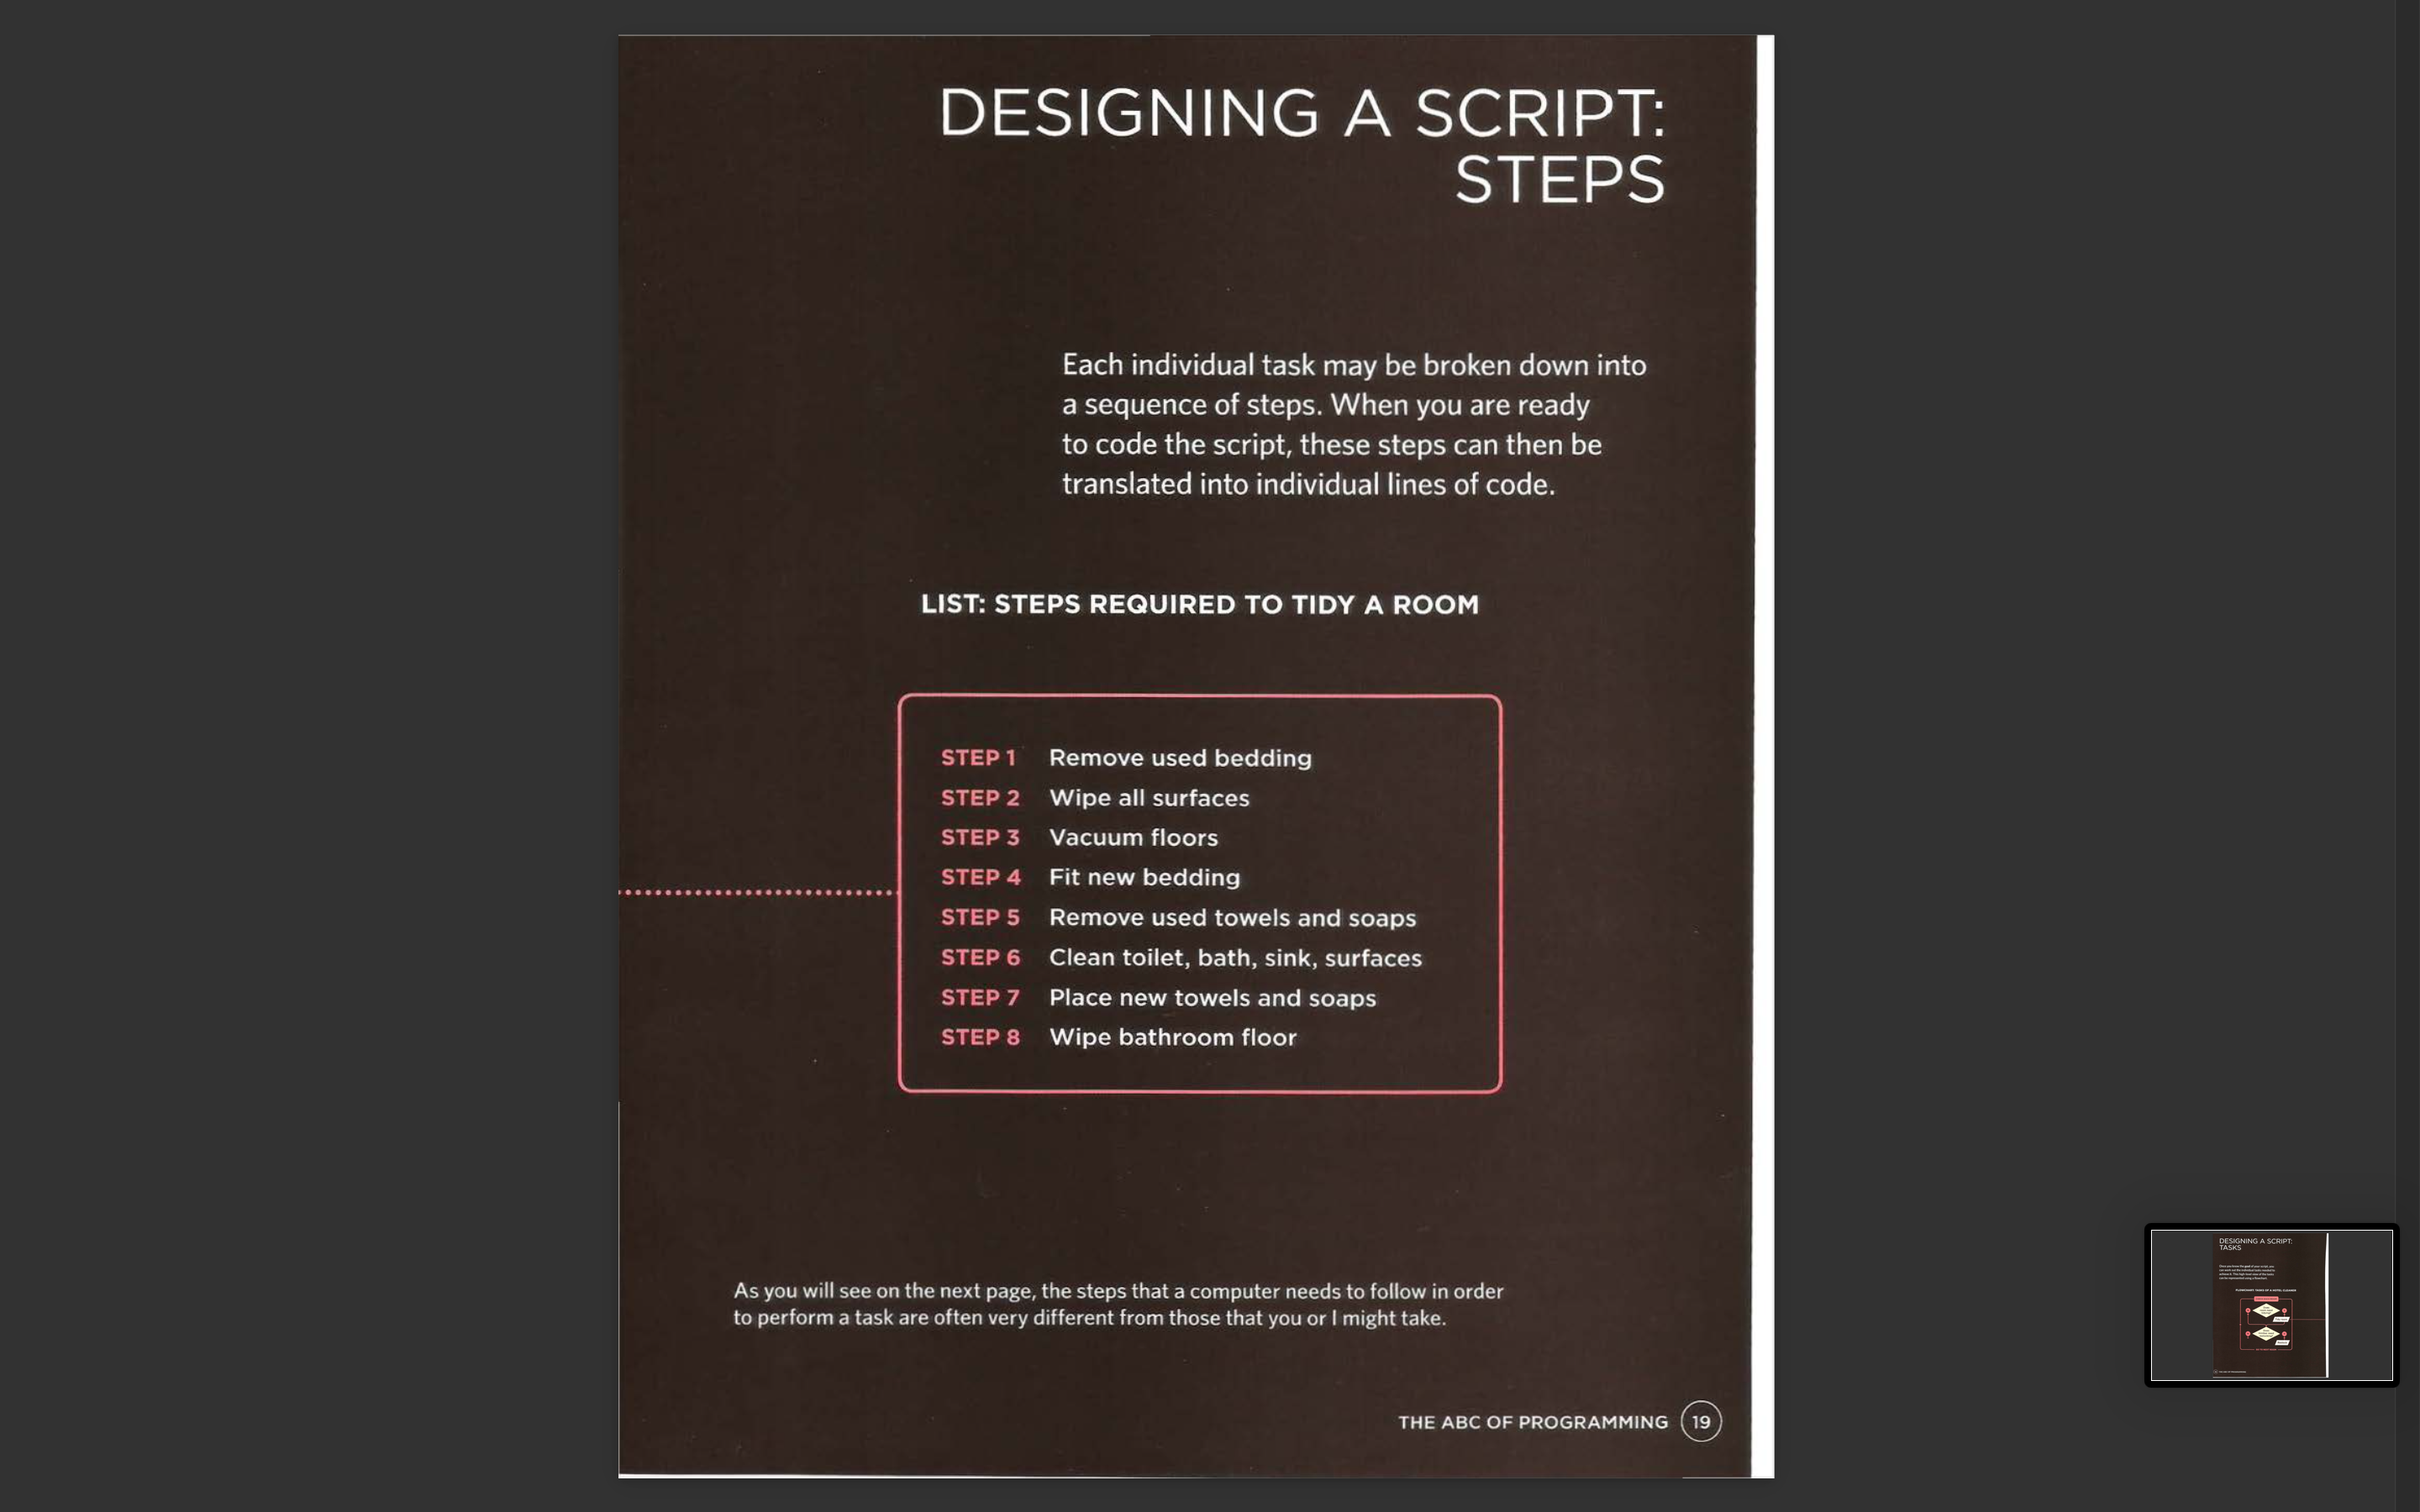 DESIGNING A SCRIPT:
STEPS
Each individual task may be broken down into
a sequence of steps. When you are ready
to code the script, these steps can then be
translated into individual lines of code.
LIST: STEPS REQUIRED TO TIDY A ROOM
STEP 1 Remove used bedding
STEP 2 Wipe all surfaces
STEP 3 Vacuum floors
STEP 4 Fit new bedding
STEP 5 Remove used towels and soaps
STEP 6 Clean toilet, bath, sink, surfaces
STEP 7 Place new towels and soaps
STEP 8 Wipe bathroom floor
As you will see on the next page, the steps that a computer needs to follow in order
to perform a task are often very different from those that you or I might take.
THE ABC OF PROGRAMMING 19
DESIGNING A SCRIPT:
TASKS